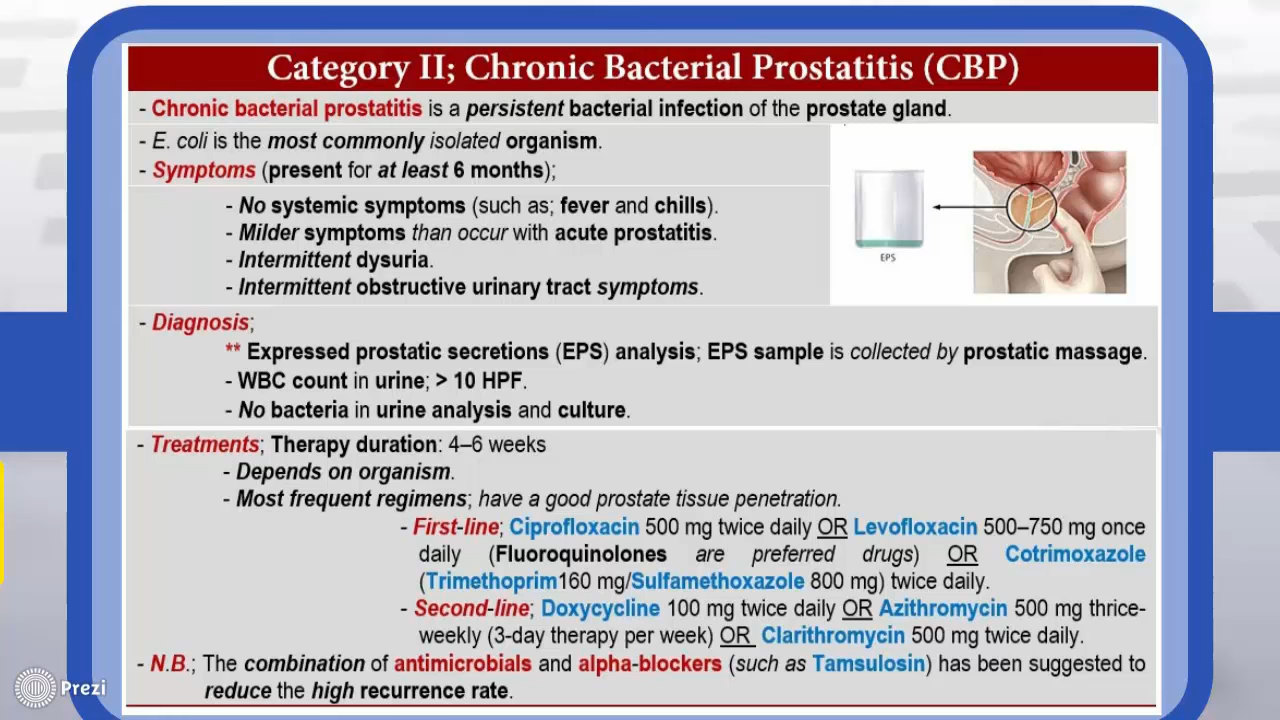 Category II; Chronic Bacterial Prostatitis (CBP)
- Chronic bacterial prostatitis is a persistent bacterial infection of the prostate gland.
- E. coli is the most commonly isolated organism.
- Symptoms (present for at least 6 months);
- No systemic symptoms (such as; fever and chills).
- Milder symptoms than occur with acute prostatitis.
- Intermittent dysuria.
- Intermittent obstructive urinary tract symptoms.
EPS
- Diagnosis;
** Expressed prostatic secretions (EPS) analysis; EPS sample is collected by prostatic massage.
- WBC count in urine; > 10 HPF.
- No bacteria in urine analysis and culture.
- Treatments; Therapy duration: 4–6 weeks
- Depends on organism.
- Most frequent regimens; have a good prostate tissue penetration.
- First-line; Ciprofloxacin 500 mg twice daily OR Levofloxacin 500–750 mg once
daily (Fluoroquinolones are preferred drugs) OR Cotrimoxazole
(Trimethoprim160 mg/Sulfamethoxazole 800 mg) twice daily.
- Second-line; Doxycycline 100 mg twice daily OR Azithromycin 500 mg thrice-
weekly (3-day therapy per week) OR Clarithromycin 500 mg twice daily.
- N.B.; The combination of antimicrobials and alpha-blockers (such as Tamsulosin) has been suggested to
reduce the high recurrence rate.
Prezi